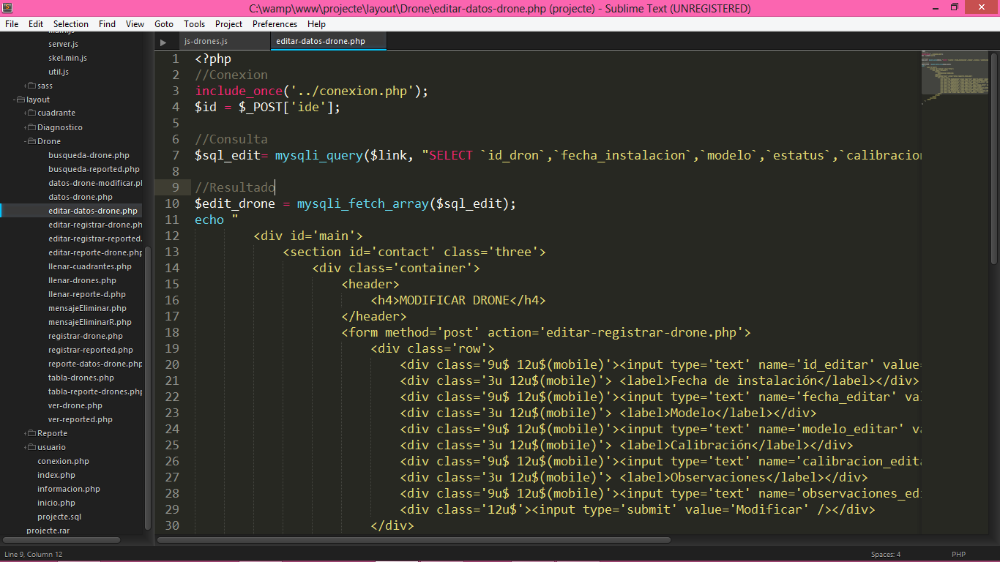 C:\wamp\www\projecte\layout\Drone\editar-datos-drone.php (projecte) - Sublime Text (UNREGISTERED)
File Edit Selection Find View Goto Tools Project Preferences Help
server.js
skel.min.js
util.js
sass
layout
cuadrante
Diagnostico
Drone
busqueda-drone.php
busqueda-reported.php
datos-drone-modificar.pl
datos-drone.php
editar-datos-drone.php
editar-registrar-drone.ph
editar-registrar-reported.
editar-reporte-drone.php
llenar-cuadrantes.php
llenar-drones.php
llenar-reporte-d.php
mensajeEliminar.php
mensajeEliminarR.php
registrar-drone.php
registrar-reported.php
reporte-datos-drone.php
tabla-drones.php
tabla-reporte-drones.php
ver-drone.php
ver-reported.php
Reporte
usuario
conexion.php
index.php
informacion.php
inicio.php
projecte.sql
projecte.rar
js-drones.js editar-datos-drone.php
1 <?php
2 //Conexion
3 include_once('../conexion.php');
4 $id = $_POST['ide'];
5
6 //Consulta
7 $sql_edit= mysqli_query($link, "SELECT `id_dron`,`fecha_instalacion`,`modelo`,`estatus`,`calibracion
8
9 //Resultado
10 $edit_drone = mysqli_fetch_array($sql_edit);
11 echo "
12 <div id='main'>
13 <section id='contact' class='three'>
14 <div class='container'>
15 <header>
16 <h4>MODIFICAR DRONE</h4>
17 </header>
18 <form method='post' action='editar-registrar-drone.php'>
19 <div class='row'>
20 <div class='9u$ 12u$(mobile)'><input type='text' name='id_editar' value=
21 <div class='3u 12u$(mobile)'> <label>Fecha de instalación</label></div>
22 <div class='9u$ 12u$(mobile)'><input type='text' name='fecha_editar' val
23 <div class='3u 12u$(mobile)'> <label>Modelo</label></div>
24 <div class='9u$ 12u$(mobile)'><input type='text' name='modelo_editar' va
25 <div class='3u 12u$(mobile)'> <label>Calibración</label></div>
26 <div class='9u$ 12u$(mobile)'><input type='text' name='calibracion_edita
27 <div class='3u 12u$(mobile)'> <label>Observaciones</label></div>
28 <div class='9u$ 12u$(mobile)'><input type='text' name='observaciones_edi
29 <div class='12u$'><input type='submit' value='Modificar' /></div>
30 </div>
Line 9, Column 12 Spaces: 4 PHP